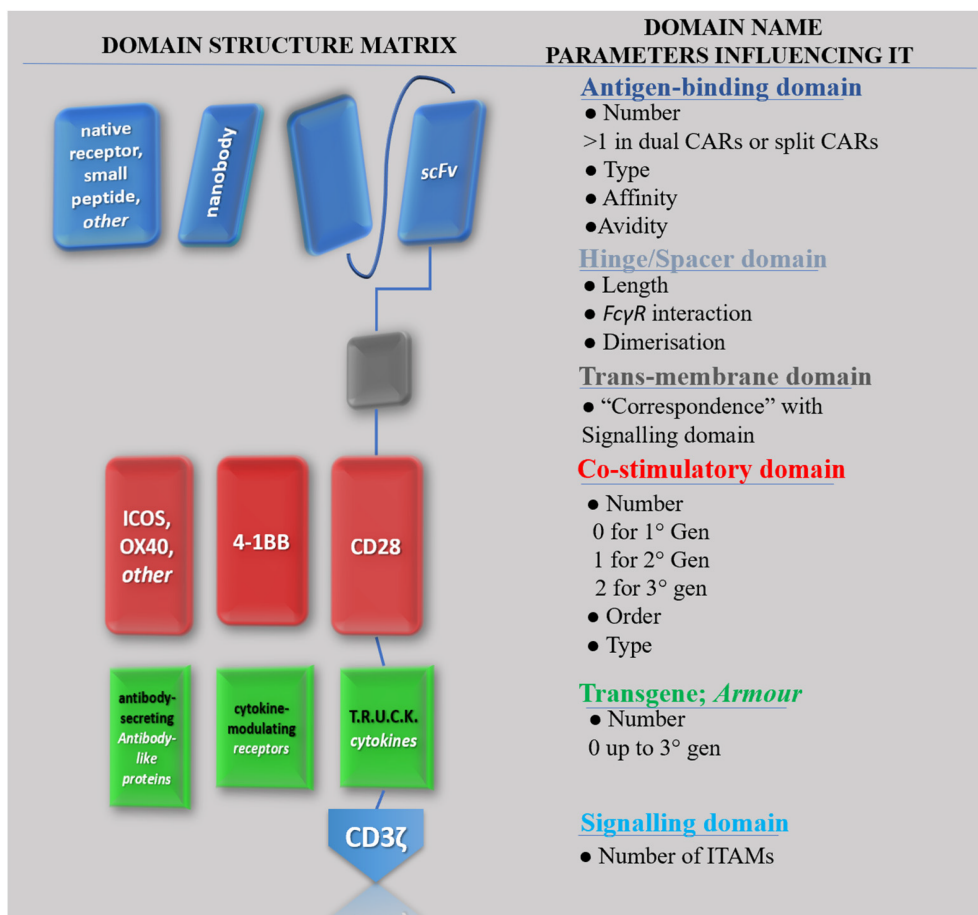 DOMAIN STRUCTURE MATRIX
DOMAIN NAME
PARAMETERS INFLUENCING IT
native
receptor,
small
peptide,
other
nanobody
scFv
Antigen-binding domain
● Number
>1 in dual CARs or split CARs
● Type
● Affinity
●Avidity
Hinge/Spacer domain
● Length
● FcγR interaction
● Dimerisation
Trans-membrane domain
● “Correspondence” with
Signalling domain
ICOS,
OX40,
other
4-1BB
CD28
Co-stimulatory domain
● Number
0 for 1° Gen
1 for 2° Gen
2 for 3° gen
● Order
● Type
antibody-
secreting
Antibody-
like
proteins
cytokine-
modulating
receptors
T.R.U.C.K.
cytokines
Transgene; Armour
● Number
0 up to 3° gen
CD3ζ
Signalling domain
● Number of ITAMs